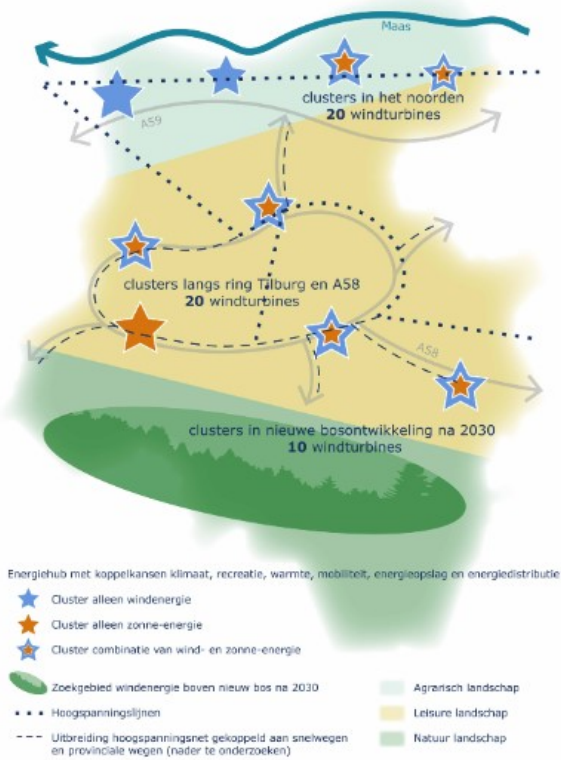 Maas
clusters in het noorden
20 windturbines
A59
clusters langs ring Tilburg en A58
20 windturbines
A58
clusters in nieuwe bosontwikkeling na 2030
10 windturbines
Energiehub met koppelkansen klimaat, recreatie, warmte, mobiliteit, energieopslag en energiedistributie
Cluster alleen windenergie
Cluster alleen zonne-energie
Cluster combinatie van wind- en zonne-energie
Zoekgebied windenergie boven nieuw bos na 2030
Hoogspanningslijnen
Uitbreiding hoogspanningsnet gekoppeld aan snelwegen
en provinciale wegen (nader te onderzoeken)
Agrarisch landschap
Leisure landschap
Natuur landschap